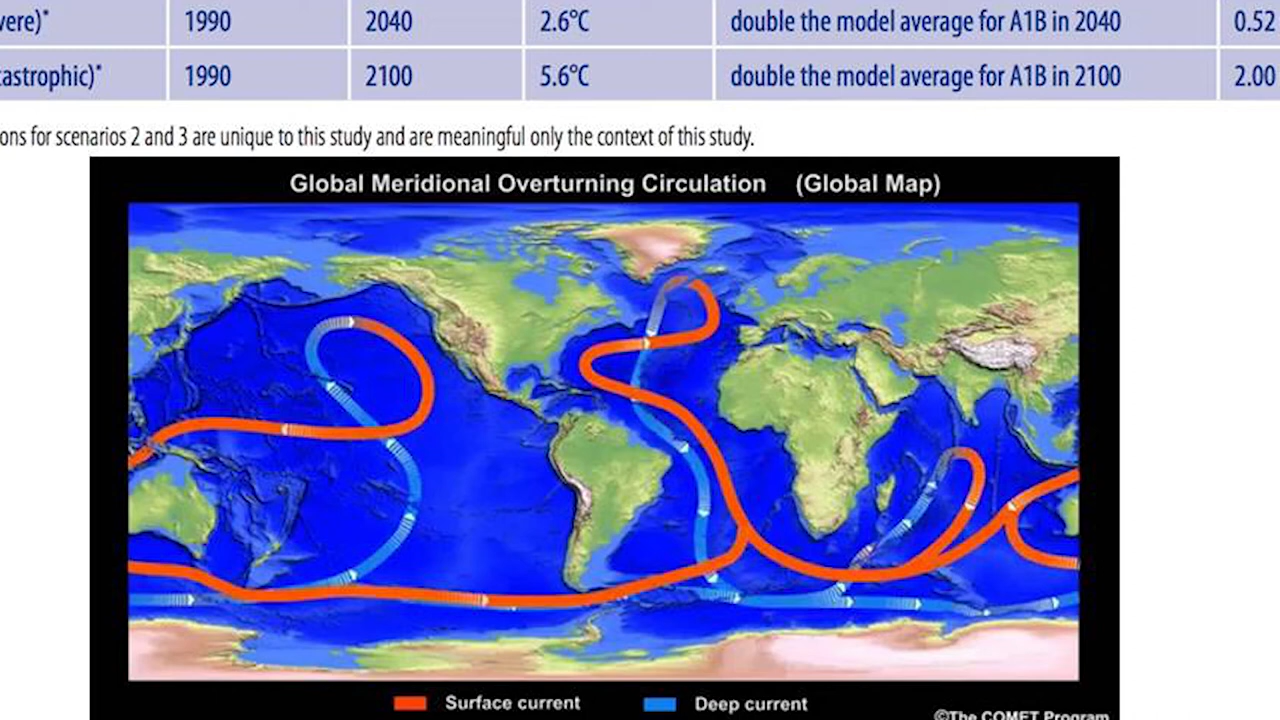 vere)* 1990 2040 2.6°C double the model average for A1B in 2040 0.52
tastrophic)* 1990 2100 5.6°C double the model average for A1B in 2100 2.00
ons for scenarios 2 and 3 are unique to this study and are meaningful only the context of this study.
Global Meridional Overturning Circulation (Global Map)
Surface current Deep current
©The COMET Program